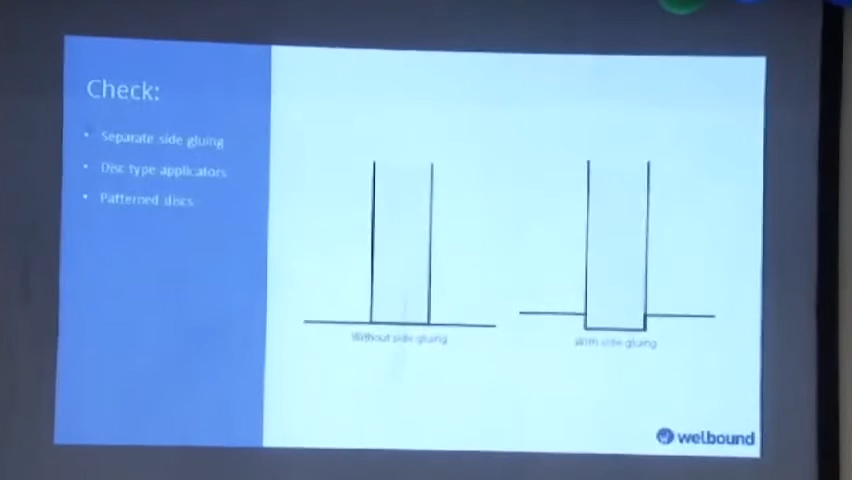 Check:
Separate side gluing
Disc type applicators
Patterned discs
Without side gluing
With side gluing
welbound